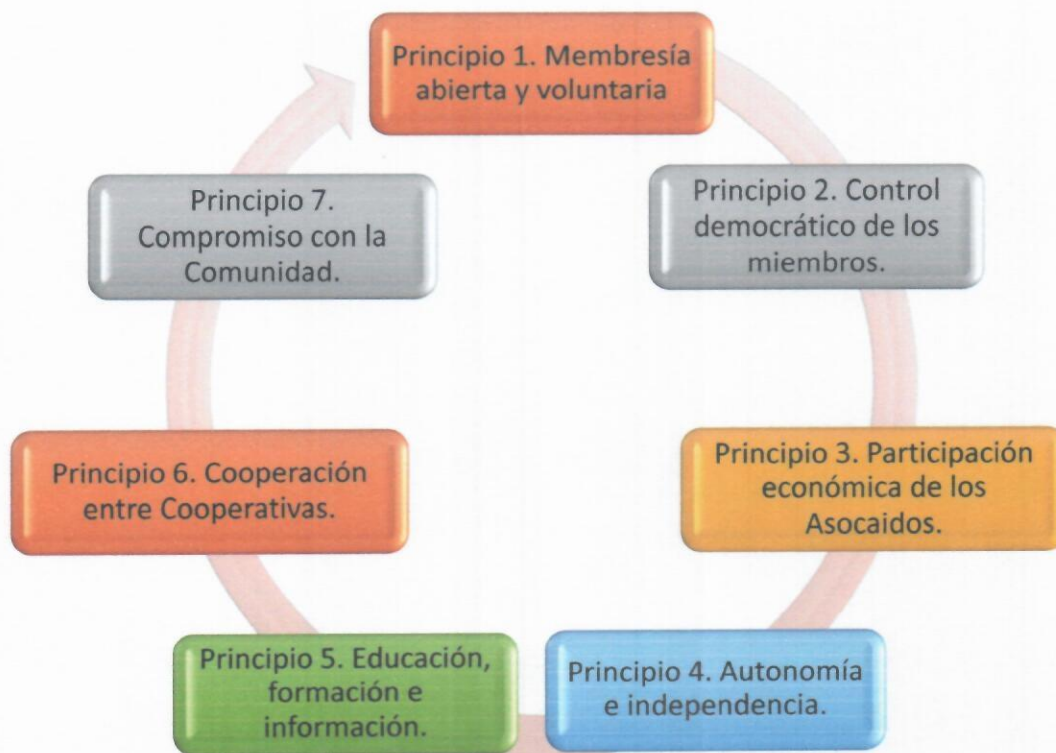 Principio 1. Membresía
abierta y voluntaria
Principio 2. Control
democrático de los
miembros.
Principio 3. Participación
económica de los
Asocaidos.
Principio 4. Autonomía
e independencia.
Principio 5. Educación,
formación e
información.
Principio 6. Cooperación
entre Cooperativas.
Principio 7.
Compromiso con la
Comunidad.